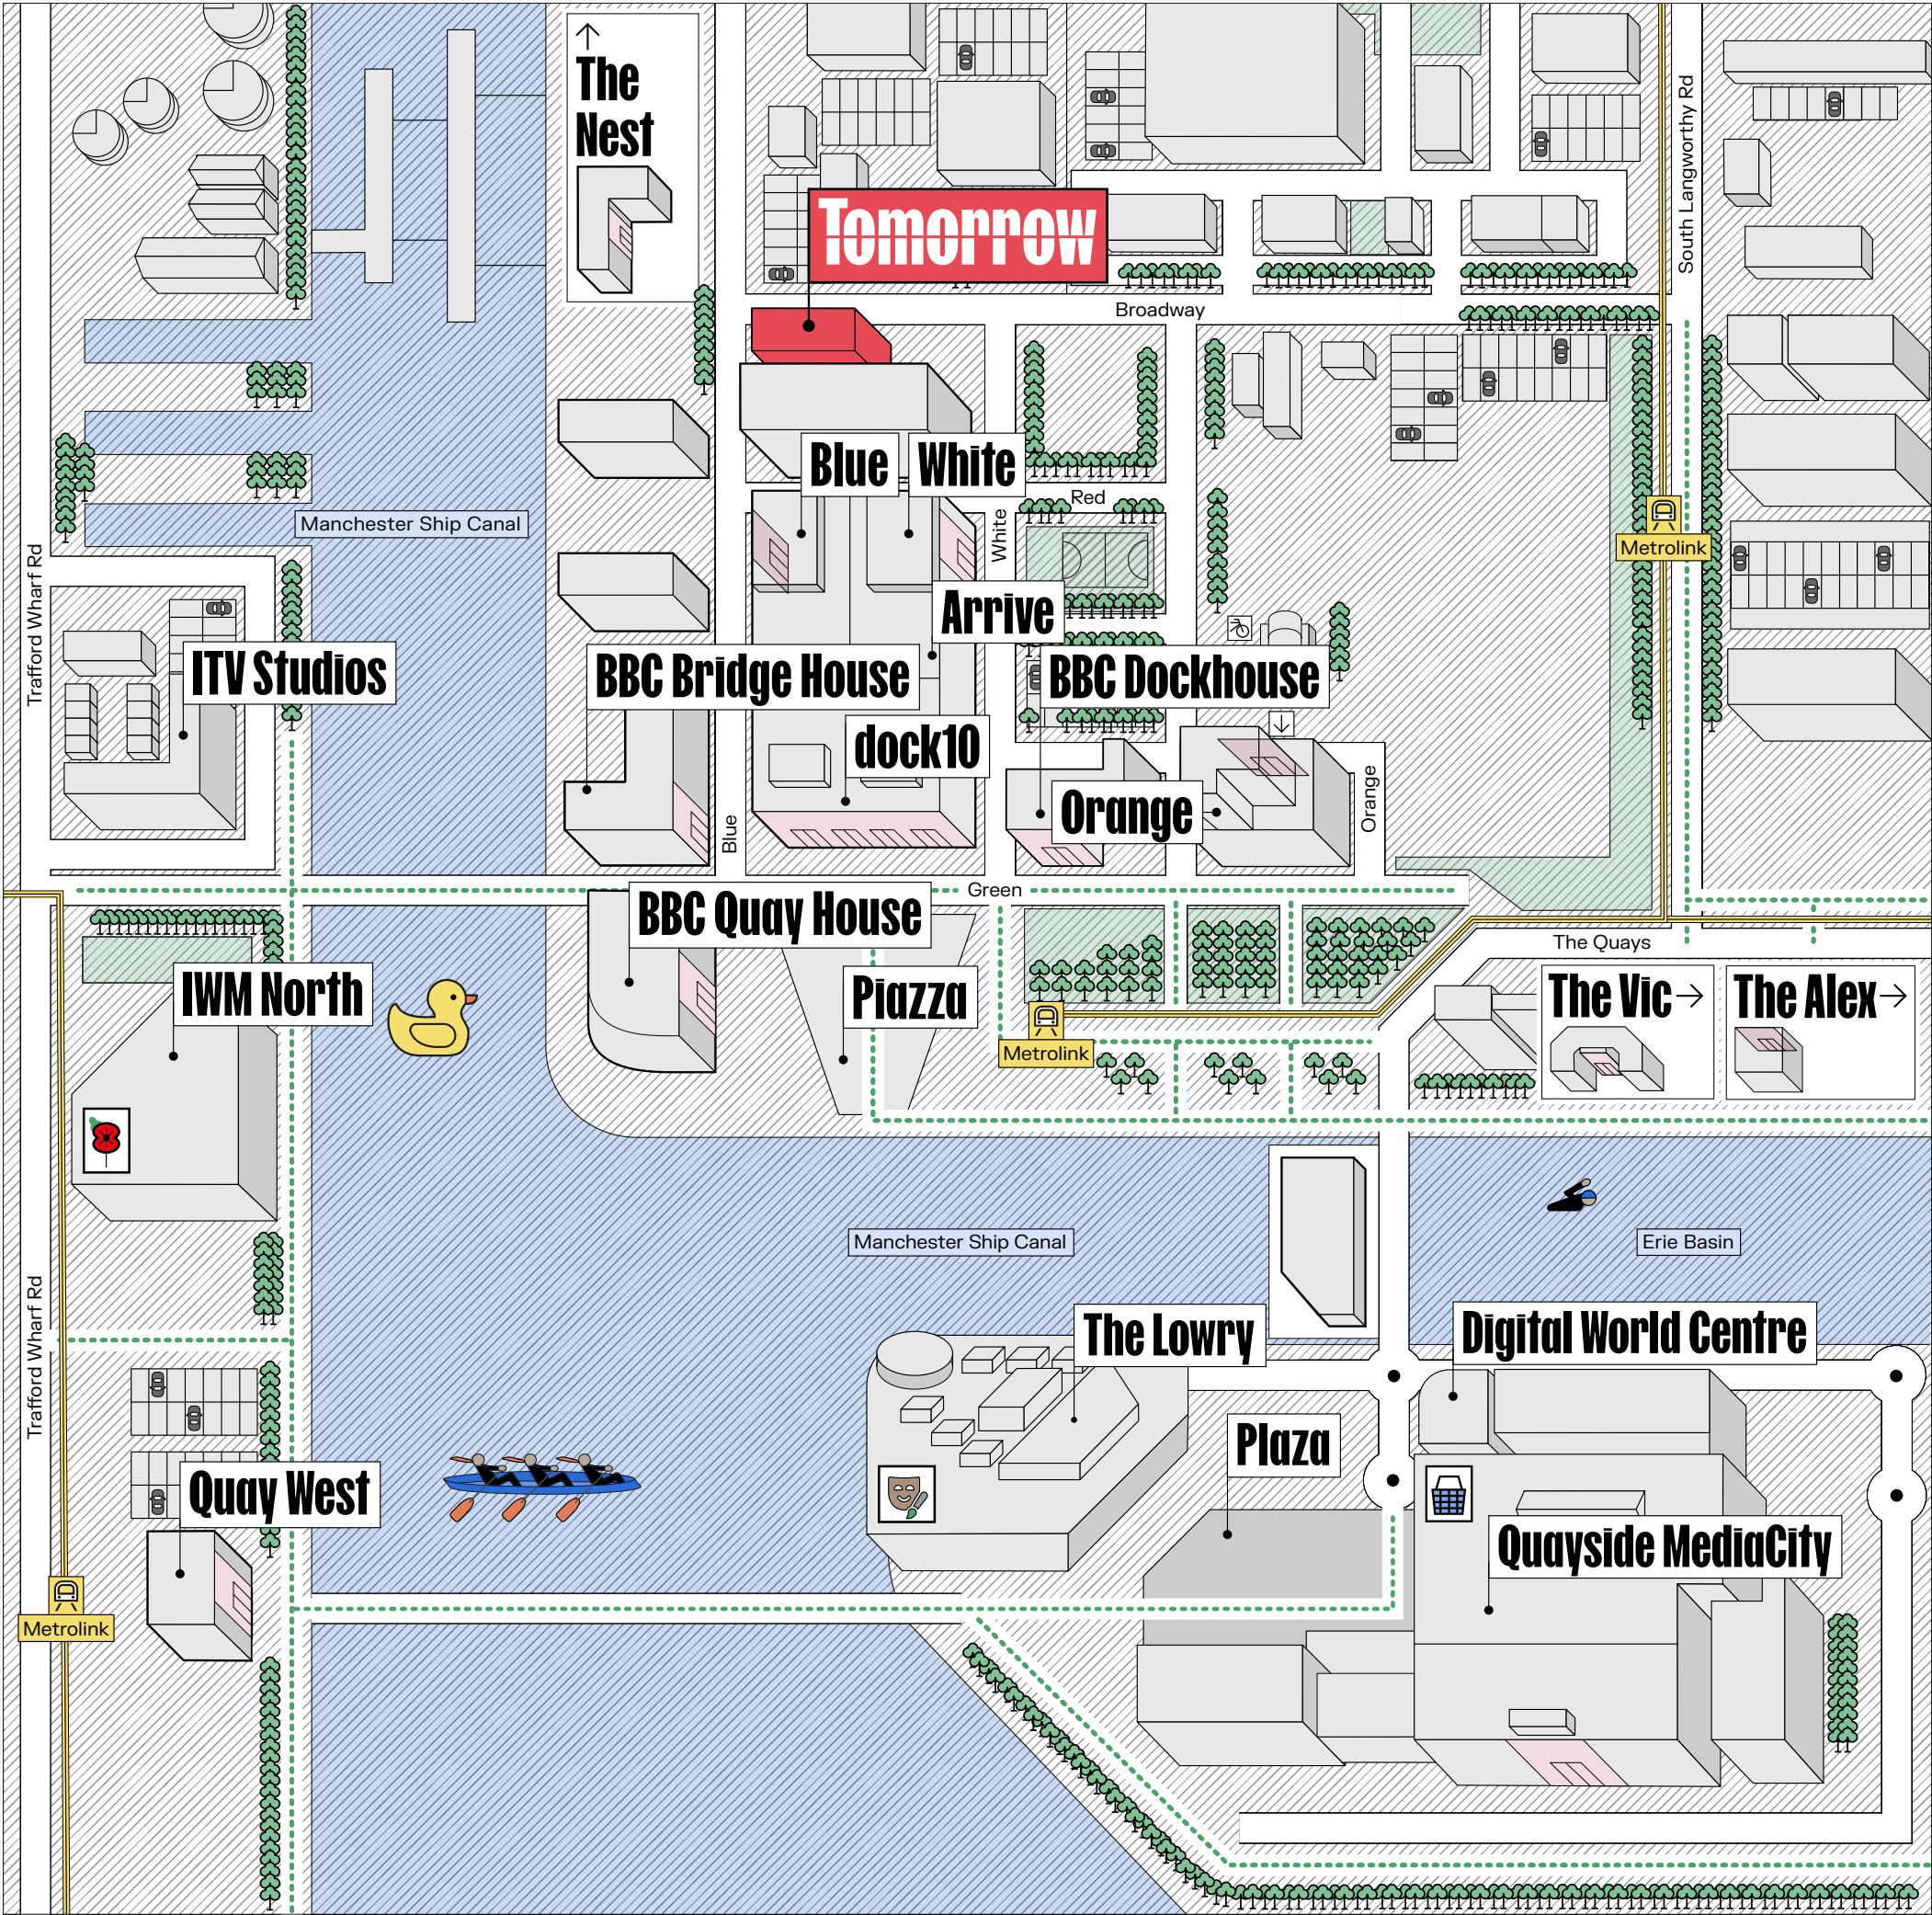 The
Nest
South Langworthy Rd
Tomorrow
Broadway
Blue
White
Red
Manchester Ship Canal
White
Metrolink
Trafford Wharf Rd
Arrive
ITV Studios
BBC Bridge House
BBC Dockhouse
dock10
Orange
Orange
Blue
Green
BBC Quay House
The Quays
IWM North
Piazza
The Vic→
The Alex→
Metrolink
Manchester Ship Canal
Erie Basin
Trafford Wharf Rd
The Lowry
Digital World Centre
Plaza
Quay West
Quayside MediaCity
Metrolink